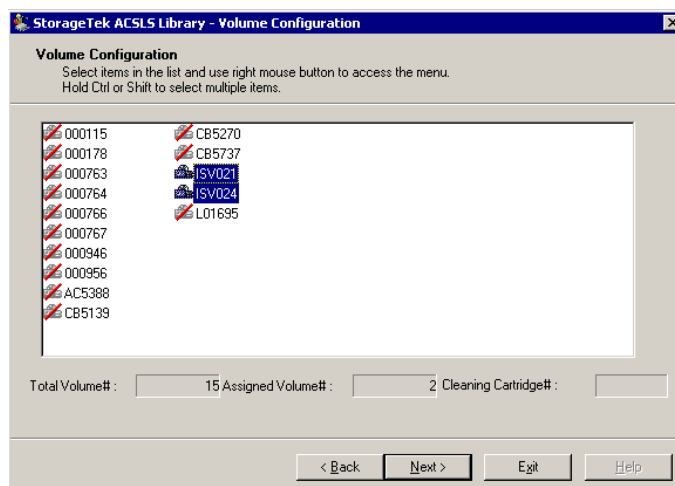 StorageTek ACSLS Library - Volume Configuration
Volume Configuration
Select items in the list and use right mouse button to access the menu.
Hold Ctrl or Shift to select multiple items.
000115 CB5270
000178 CB5737
000763 ISV021
000764 ISV024
000766 L01695
000767
000946
000956
AC5388
CB5139
Total Volume# : 15 Assigned Volume# : 2 Cleaning Cartridge# :
< Back Next > Exit Help